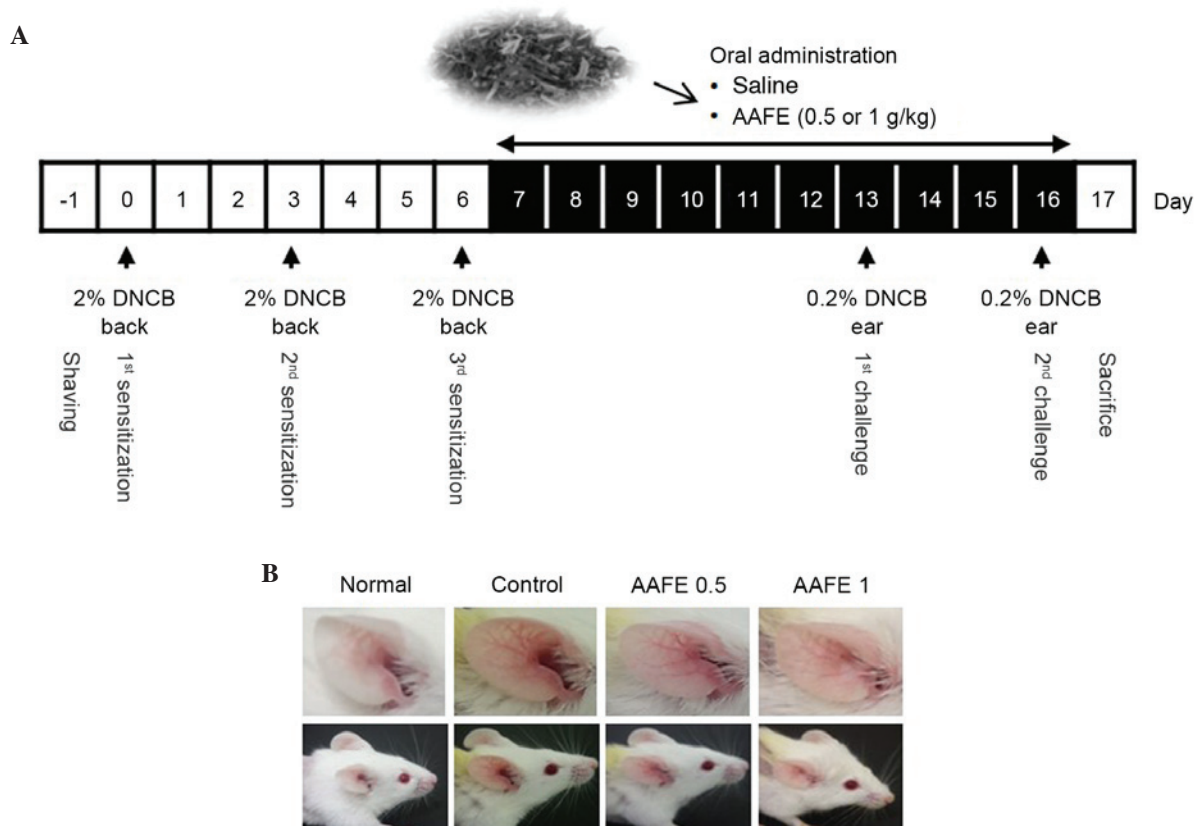 A
Oral administration
• Saline
• AAFE (0.5 or 1 g/kg)
-1 0 1 2 3 4 5 6 7 8 9 10 11 12 13 14 15 16 17 Day
2% DNCB 2% DNCB 2% DNCB 0.2% DNCB 0.2% DNCB
back back back ear ear
Shaving
1st sensitization
2nd sensitization
3rd sensitization
1st challenge
2nd challenge
Sacrifice
B
Normal Control AAFE 0.5 AAFE 1